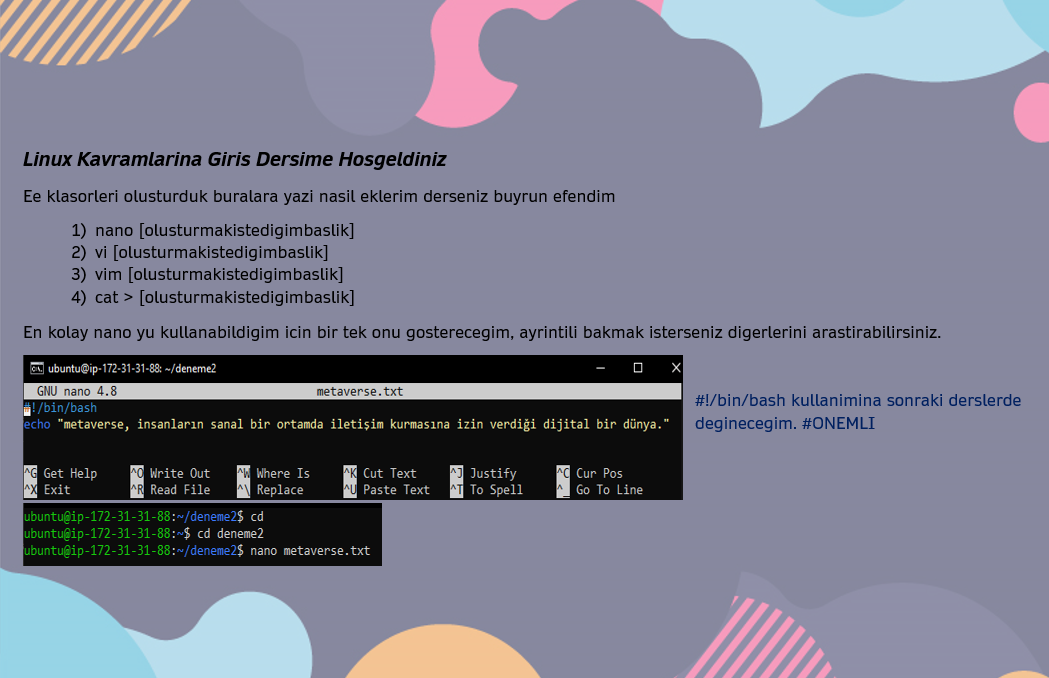 Linux Kavramlarina Giris Dersime Hosgeldiniz
Ee klasorleri olusturduk buralara yazi nasil eklerim derseniz buyrun efendim
1) nano [olusturmakistedigimbaslik]
2) vi [olusturmakistedigimbaslik]
3) vim [olusturmakistedigimbaslik]
4) cat > [olusturmakistedigimbaslik]
En kolay nano yu kullanabildigim icin bir tek onu gosterecegim, ayrintili bakmak isterseniz digerlerini arastirabilirsiniz.
ubuntu@ip-172-31-31-88: ~/deneme2
GNU nano 4.8 metaverse.txt
#!/bin/bash
echo "metaverse, insanların sanal bir ortamda iletişim kurmasına izin verdiği dijital bir dünya."
^G Get Help ^O Write Out ^W Where Is ^K Cut Text ^J Justify ^C Cur Pos
^X Exit ^R Read File ^\ Replace ^U Paste Text ^T To Spell ^_ Go To Line
#!/bin/bash kullanimina sonraki derslerde
deginecegim. #ONEMLI
ubuntu@ip-172-31-31-88:~/deneme2$ cd
ubuntu@ip-172-31-31-88:~$ cd deneme2
ubuntu@ip-172-31-31-88:~/deneme2$ nano metaverse.txt